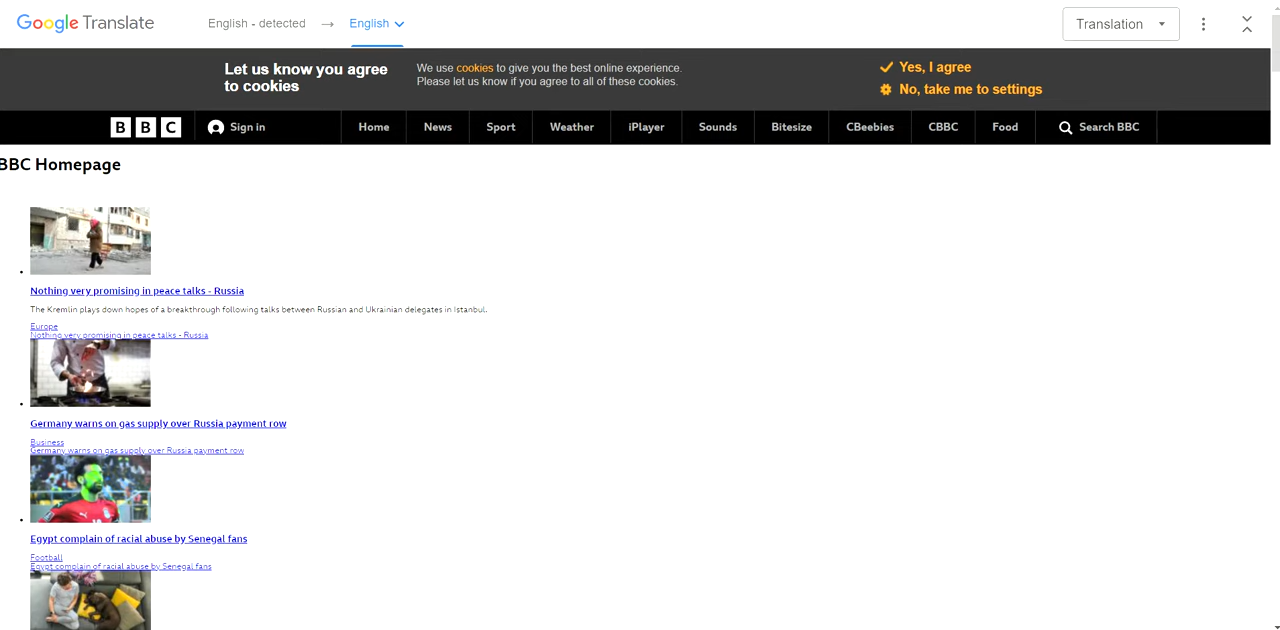 Google Translate
English - detected → English
Translation
Let us know you agree
to cookies
We use cookies to give you the best online experience.
Please let us know if you agree to all of these cookies.
Yes, I agree
No, take me to settings
BBC
Sign in
Home
News
Sport
Weather
iPlayer
Sounds
Bitesize
CBeebies
CBBC
Food
Search BBC
BBC Homepage
Nothing very promising in peace talks - Russia
The Kremlin plays down hopes of a breakthrough following talks between Russian and Ukrainian delegates in Istanbul.
Europe
Nothing very promising in peace talks - Russia
Germany warns on gas supply over Russia payment row
Business
Germany warns on gas supply over Russia payment row
Egypt complain of racial abuse by Senegal fans
Football
Egypt complain of racial abuse by Senegal fans